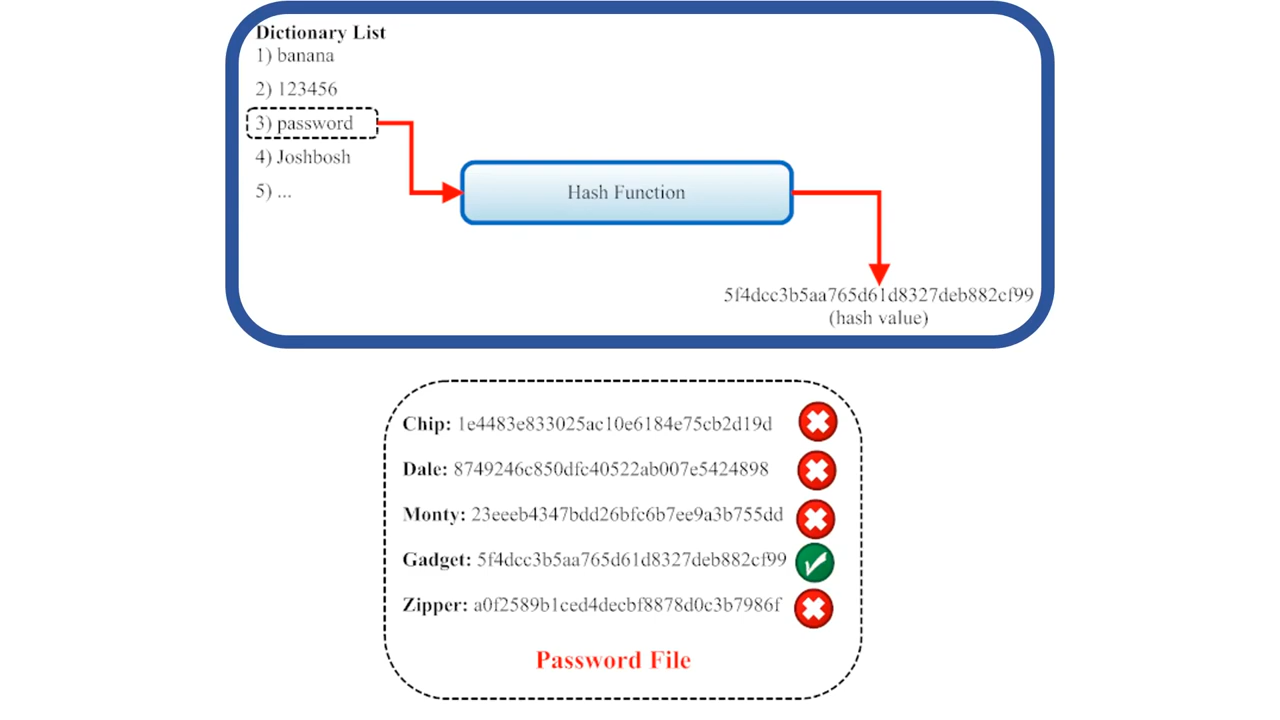 Dictionary List
1) banana
2) 123456
3) password
4) Joshbosh
5) ...
Hash Function
5f4dcc3b5aa765d61d8327deb882cf99
(hash value)
Chip: 1e4483e833025ac10e6184e75cb2d19d
Dale: 8749246c850dfc40522ab007e5424898
Monty: 23eeeb4347bdd26bfc6b7ee9a3b755dd
Gadget: 5f4dcc3b5aa765d61d8327deb882cf99
Zipper: a0f2589b1ced4decbf8878d0c3b7986f
Password File